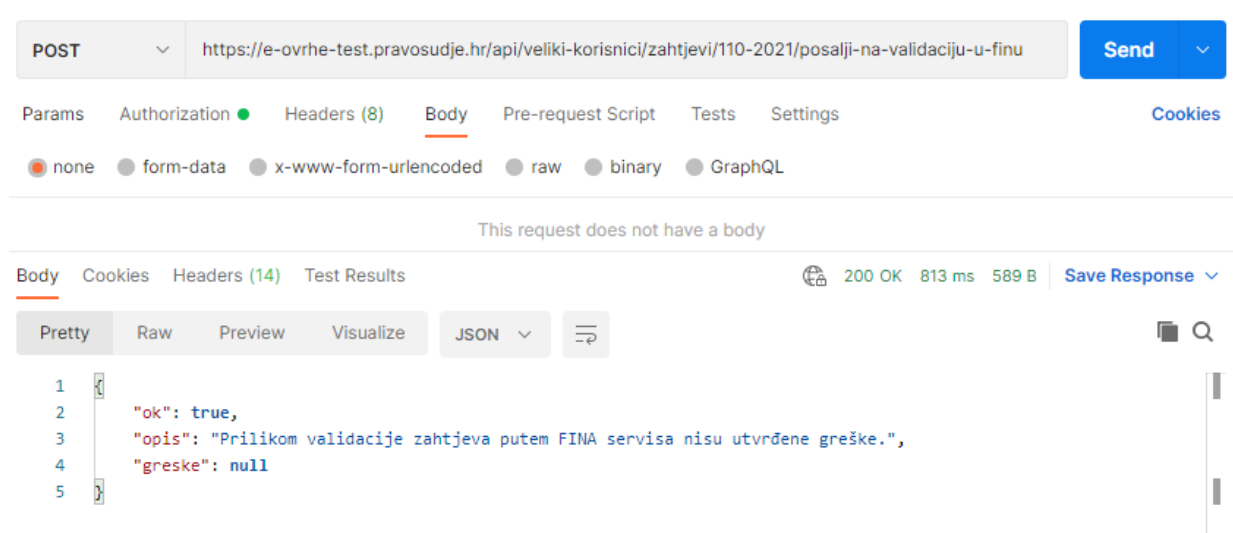 POST https://e-ovrhe-test.pravosudje.hr/api/veliki-korisnici/zahtjevi/110-2021/posalji-na-validaciju-u-finu Send
Params Authorization Headers (8) Body Pre-request Script Tests Settings Cookies
none form-data x-www-form-urlencoded raw binary GraphQL
This request does not have a body
Body Cookies Headers (14) Test Results 200 OK 813 ms 589 B Save Response
Pretty Raw Preview Visualize JSON
1 {
2 "ok": true,
3 "opis": "Prilikom validacije zahtjeva putem FINA servisa nisu utvrđene greške.",
4 "greske": null
5 }